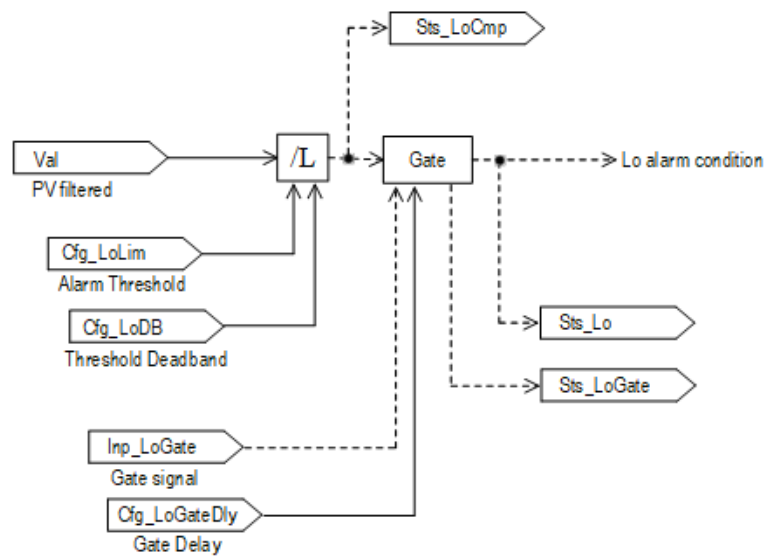 Sts_LoCmp
Val
/L
Gate
Lo alarm condition
PV filtered
Cfg_LoLim
Alarm Threshold
Cfg_LoDB
Sts_Lo
Threshold Deadband
Sts_LoGate
Inp_LoGate
Gate signal
Cfg_LoGateDly
Gate Delay